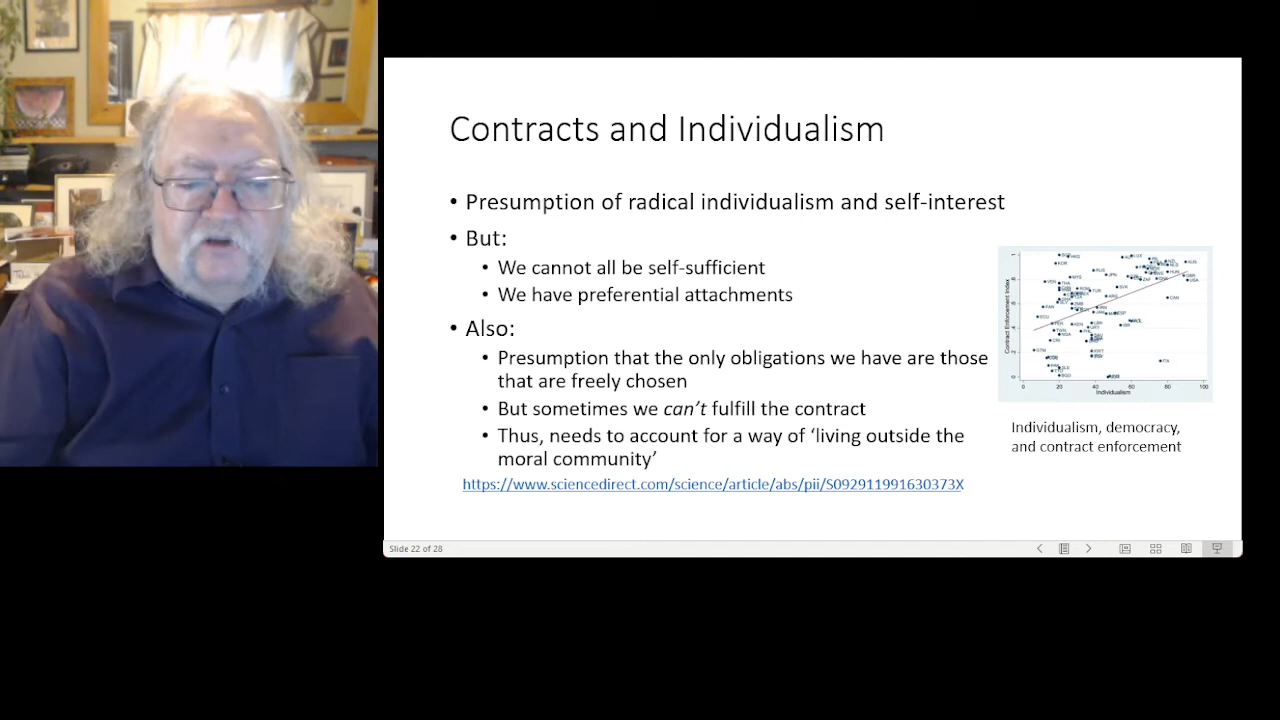 Contracts and Individualism
• Presumption of radical individualism and self-interest
• But:
• We cannot all be self-sufficient
• We have preferential attachments
• Also:
• Presumption that the only obligations we have are those
that are freely chosen
• But sometimes we can't fulfill the contract
• Thus, needs to account for a way of ‘living outside the
moral community’
https://www.sciencedirect.com/science/article/abs/pii/S092911991630373X
Contract Enforcement Index
0 20 40 60 80 100
Individualism
Individualism, democracy,
and contract enforcement
Slide 22 of 28